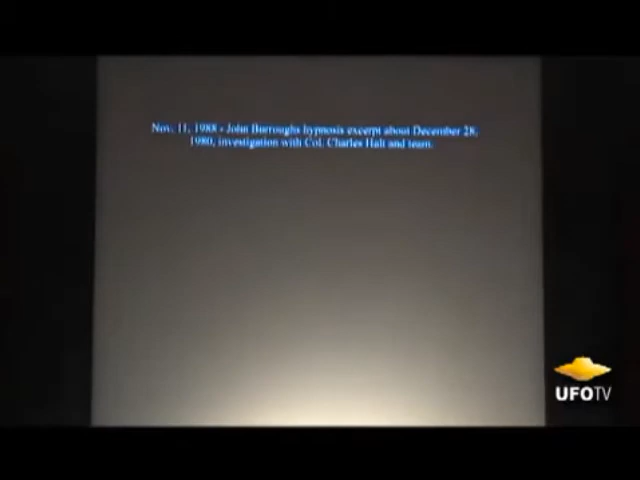 Nov. 11, 1988 - John Burroughs hypnosis excerpt about December 28,
1980, investigation with Col. Charles Halt and team.
UFOTV